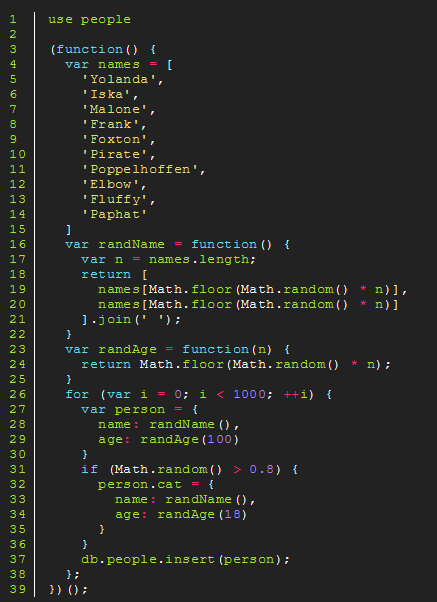 1 use people
2
3 (function() {
4 var names = [
5 'Yolanda',
6 'Iska',
7 'Malone',
8 'Frank',
9 'Foxton',
10 'Pirate',
11 'Poppelhoffen',
12 'Elbow',
13 'Fluffy',
14 'Paphat'
15 ]
16 var randName = function() {
17 var n = names.length;
18 return [
19 names[Math.floor(Math.random() * n)],
20 names[Math.floor(Math.random() * n)]
21 ].join(' ');
22 }
23 var randAge = function(n) {
24 return Math.floor(Math.random() * n);
25 }
26 for (var i = 0; i < 1000; ++i) {
27 var person = {
28 name: randName(),
29 age: randAge(100)
30 }
31 if (Math.random() > 0.8) {
32 person.cat = {
33 name: randName(),
34 age: randAge(18)
35 }
36 }
37 db.people.insert(person);
38 };
39 })();